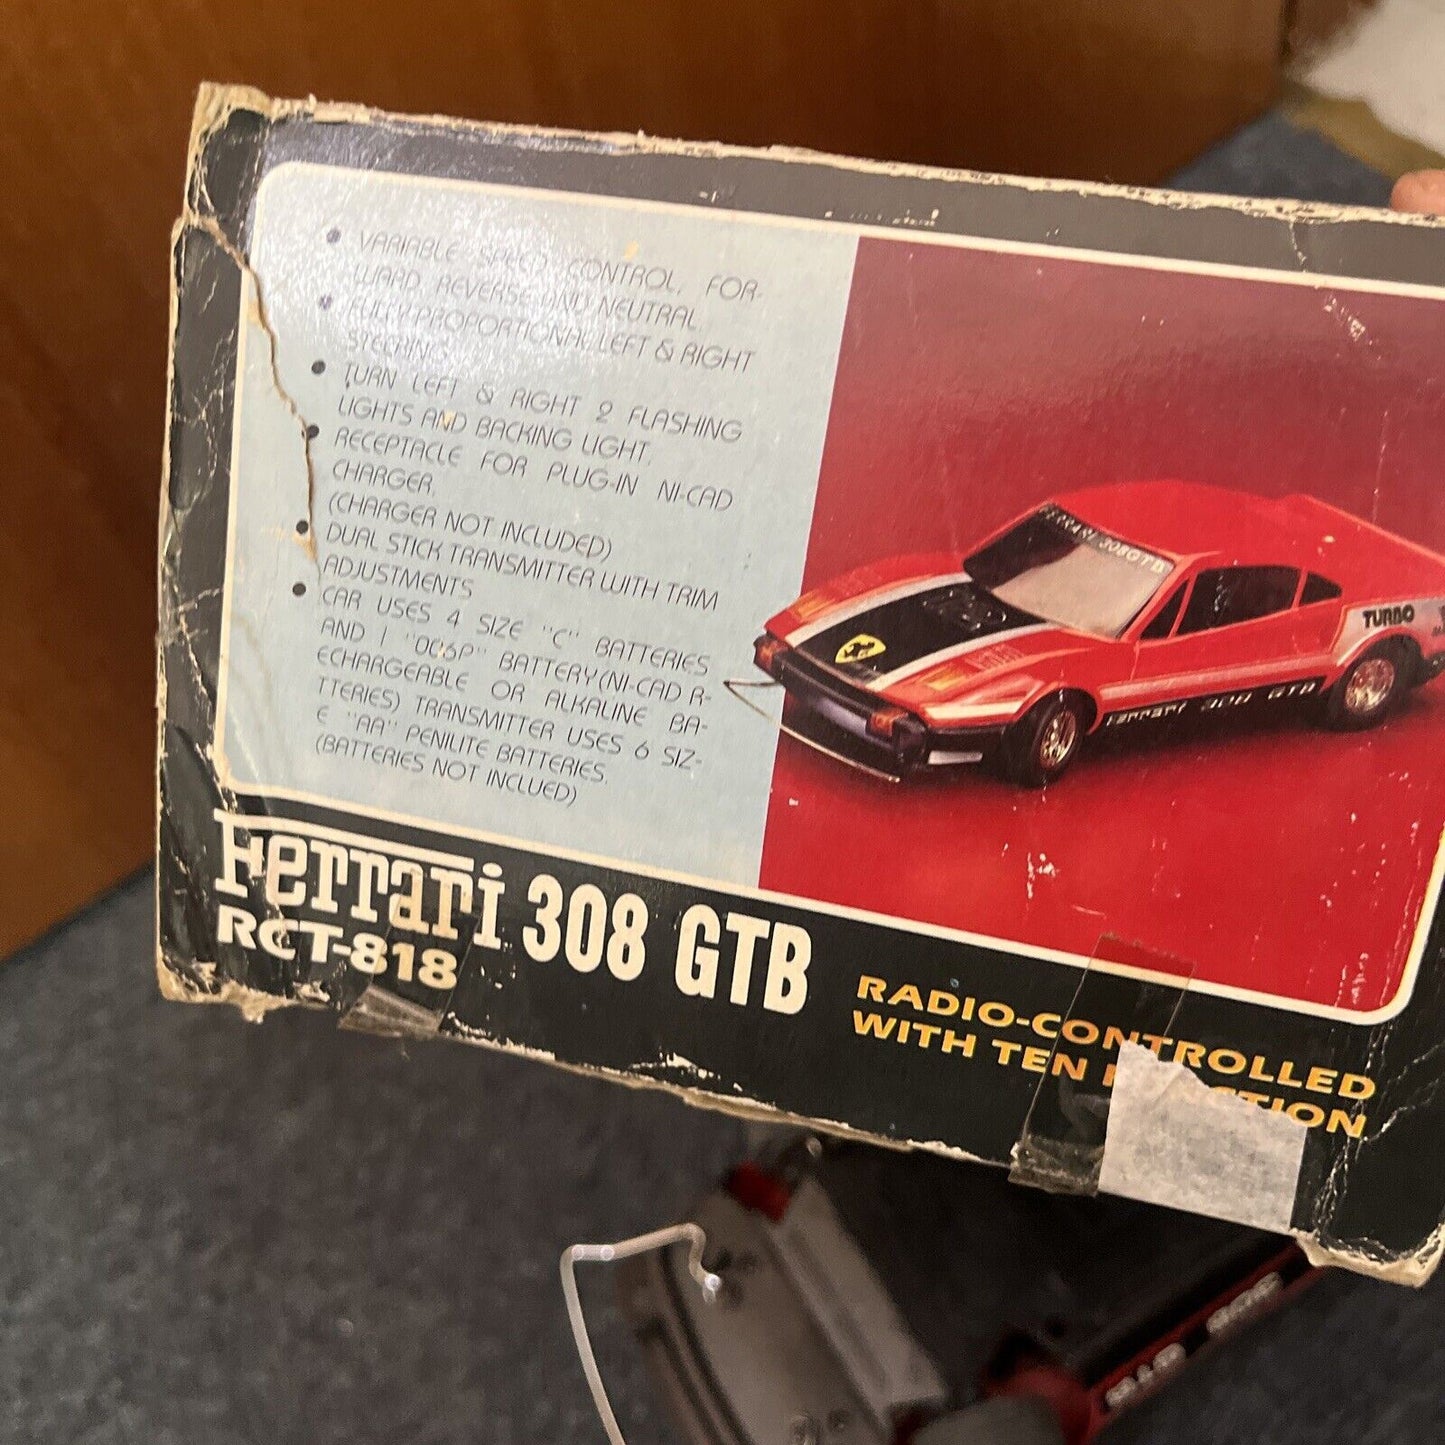 • VARIABLE SPEED CONTROL, FOR-
WARD, REVERSE AND NEUTRAL.
• FULLY PROPORTIONAL LEFT & RIGHT
STEERING
• TURN LEFT & RIGHT 2 FLASHING
LIGHTS AND BACKING LIGHT.
• RECEPTACLE FOR PLUG-IN NI-CAD
CHARGER.
(CHARGER NOT INCLUDED)
• DUAL STICK TRANSMITTER WITH TRIM
ADJUSTMENTS
• CAR USES 4 SIZE "C" BATTERIES
AND 1 "006P" BATTERY(NI-CAD R-
ECHARGEABLE OR ALKALINE BA-
TTERIES) TRANSMITTER USES 6 SIZ-
E "AA" PENILITE BATTERIES.
(BATTERIES NOT INCLUED)
FERRARI 308GTB
TURBO
Ferrari 308 GTB
Ferrari 308 GTB
RCT-818
RADIO-CONTROLLED
WITH TEN